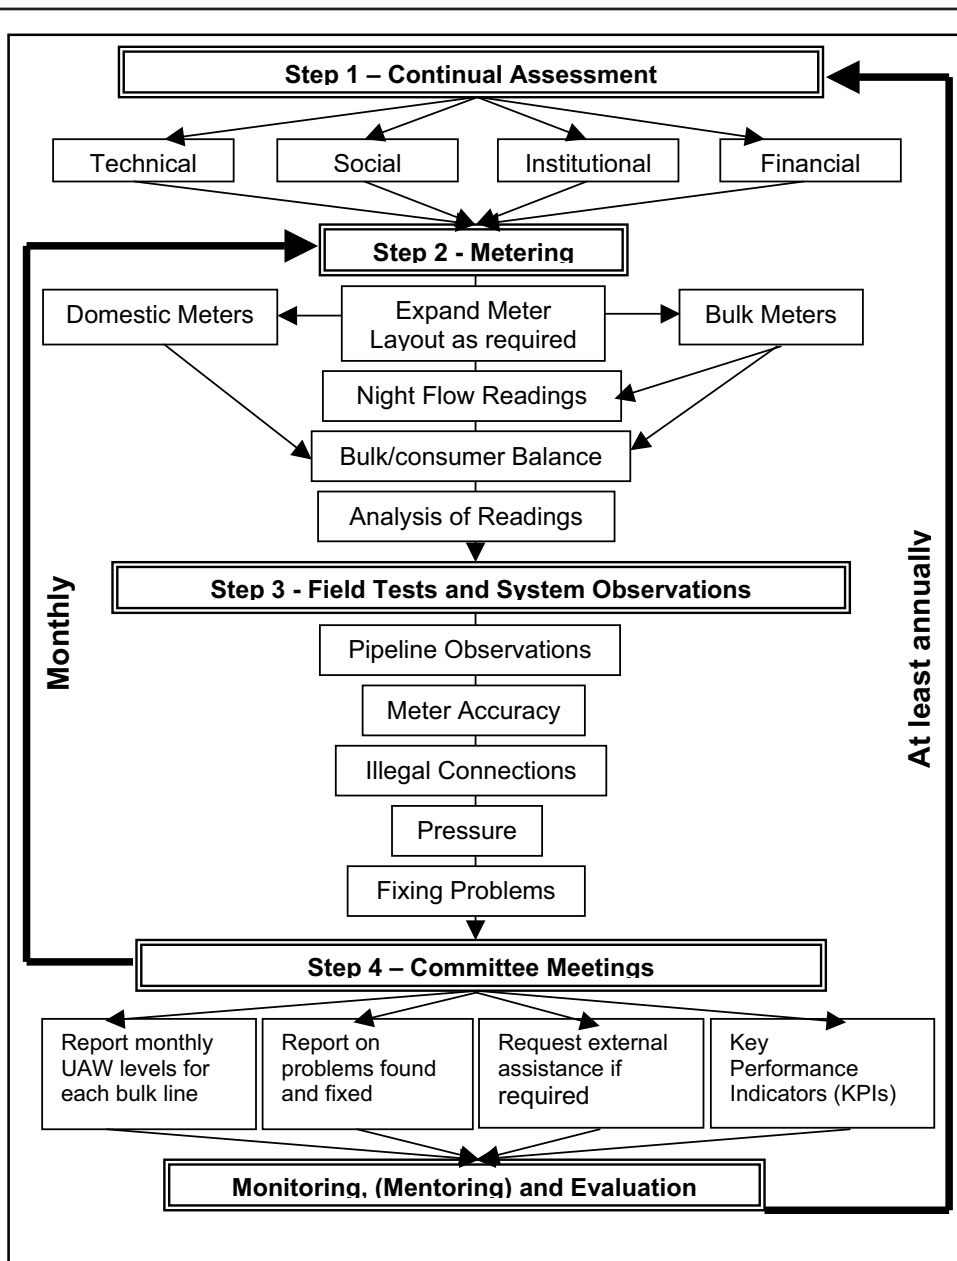 Step 1 – Continual Assessment
Technical
Social
Institutional
Financial
Step 2 - Metering
Domestic Meters
Expand Meter
Layout as required
Bulk Meters
Night Flow Readings
Bulk/consumer Balance
Analysis of Readings
Monthly
At least annually
Step 3 - Field Tests and System Observations
Pipeline Observations
Meter Accuracy
Illegal Connections
Pressure
Fixing Problems
Step 4 – Committee Meetings
Report monthly
UAW levels for
each bulk line
Report on
problems found
and fixed
Request external
assistance if
required
Key
Performance
Indicators (KPIs)
Monitoring, (Mentoring) and Evaluation